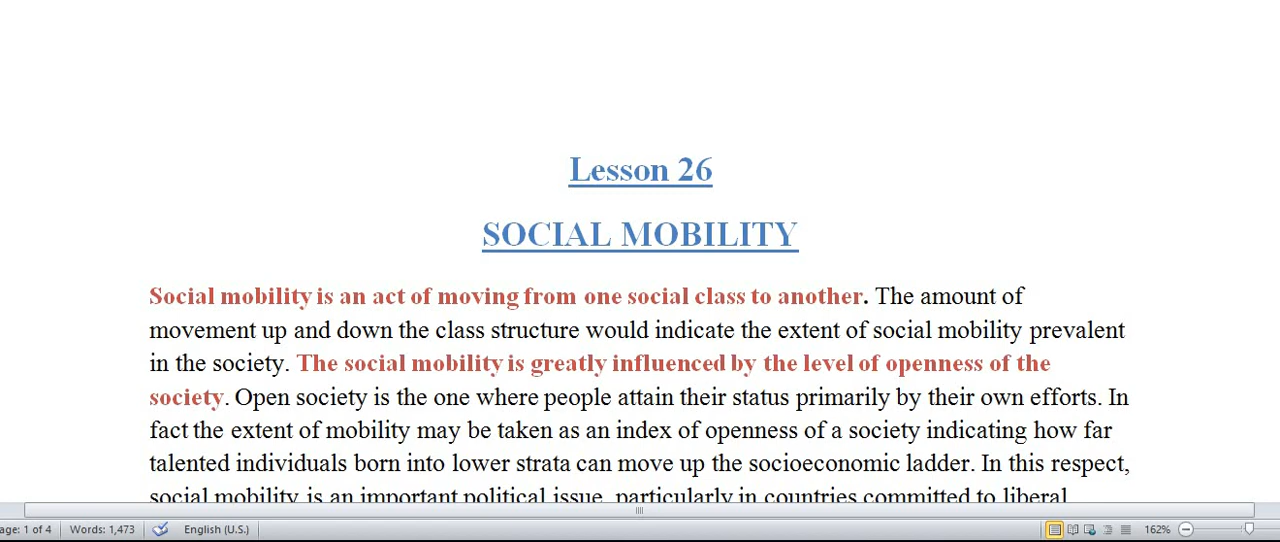 Lesson 26
SOCIAL MOBILITY
Social mobility is an act of moving from one social class to another. The amount of
movement up and down the class structure would indicate the extent of social mobility prevalent
in the society. The social mobility is greatly influenced by the level of openness of the
society. Open society is the one where people attain their status primarily by their own efforts. In
fact the extent of mobility may be taken as an index of openness of a society indicating how far
talented individuals born into lower strata can move up the socioeconomic ladder. In this respect,
social mobility is an important political issue, particularly in countries committed to liberal
age: 1 of 4 Words: 1,473 English (U.S.) 162%